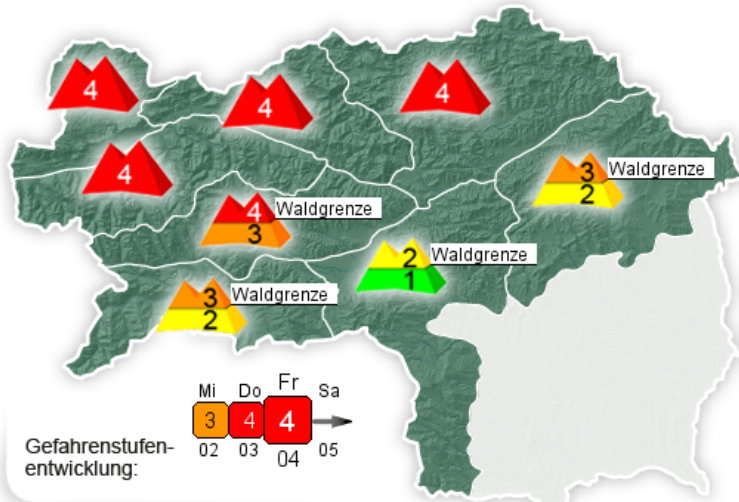 4
4
4
4
3 Waldgrenze
2
4 Waldgrenze
3
2 Waldgrenze
1
3 Waldgrenze
2
Mi Do Fr Sa
3 4 4
02 03 04 05
Gefahrenstufen-
entwicklung: